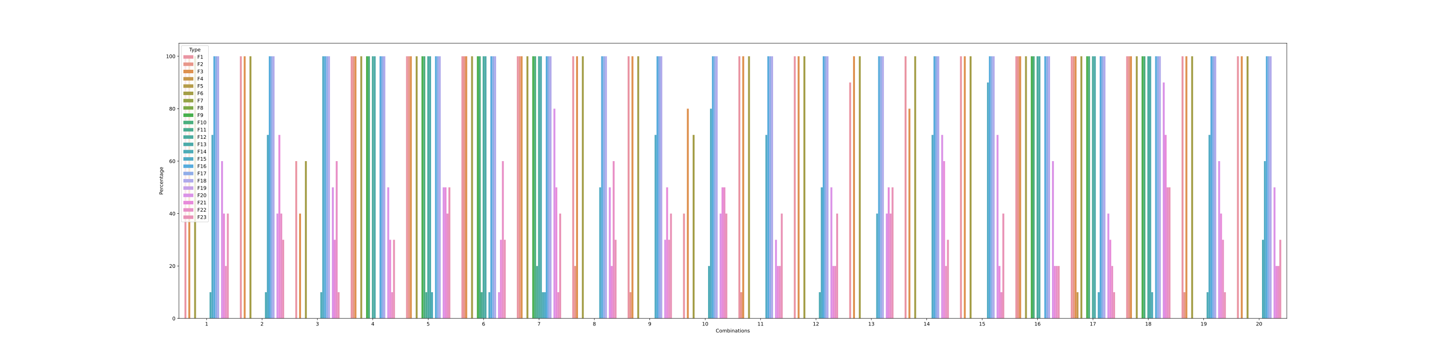 Type
F1
F2
F3
F4
F5
F6
F7
F8
F9
F10
F11
F12
F13
F14
F15
F16
F17
F18
F19
F20
F21
F22
F23
100
80
60
40
20
0
Percentage
1 2 3 4 5 6 7 8 9 10 11 12 13 14 15 16 17 18 19 20
Combinations